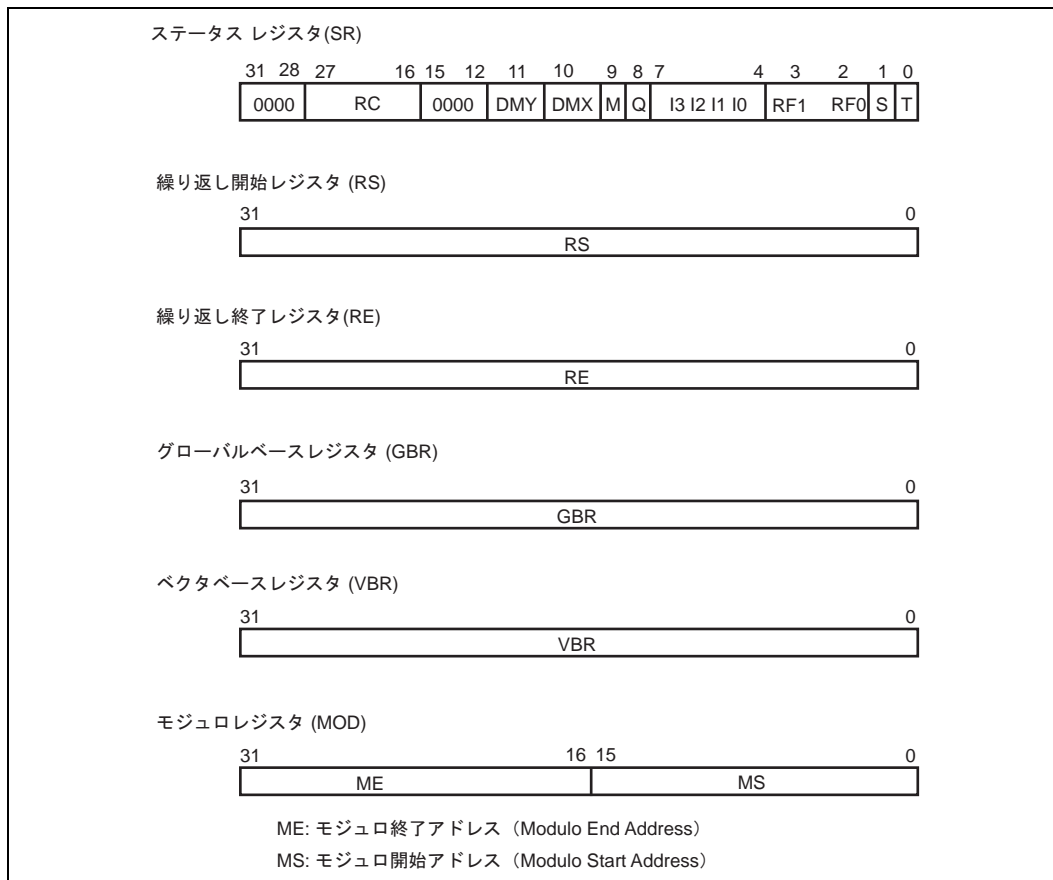 ステータス レジスタ(SR)
31 28 27 16 15 12 11 10 9 8 7 4 3 2 1 0
0000 RC 0000 DMY DMX M Q I3 I2 I1 I0 RF1 RF0 S T
繰り返し開始レジスタ (RS)
31 0
RS
繰り返し終了レジスタ(RE)
31 0
RE
グローバルベースレジスタ (GBR)
31 0
GBR
ベクタベースレジスタ (VBR)
31 0
VBR
モジュロレジスタ (MOD)
31 16 15 0
ME MS
ME: モジュロ終了アドレス（Modulo End Address）
MS: モジュロ開始アドレス（Modulo Start Address）